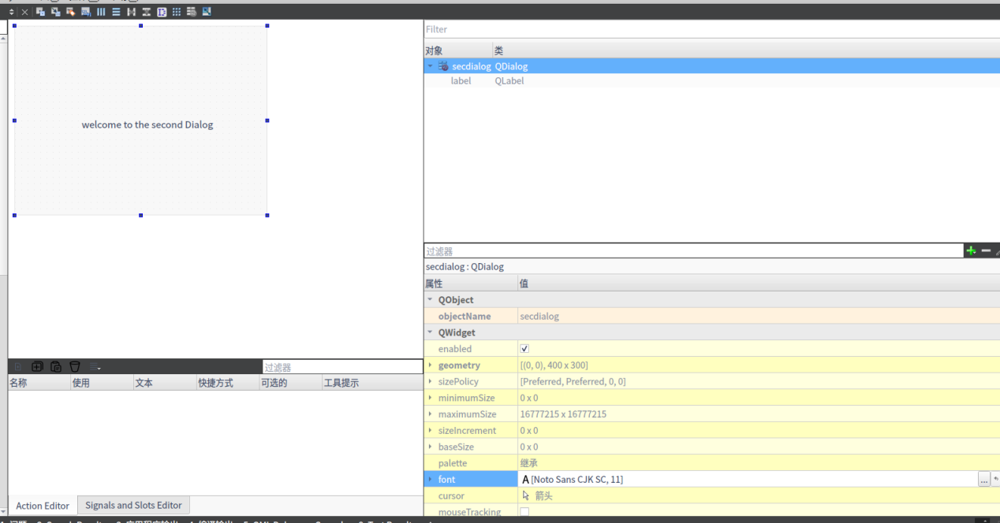 Filter
对象 类
secdialog QDialog
label QLabel
welcome to the second Dialog
过滤器
secdialog : QDialog
属性 值
QObject
objectName secdialog
QWidget
enabled
geometry [(0, 0), 400 x 300]
sizePolicy [Preferred, Preferred, 0, 0]
minimumSize 0 x 0
maximumSize 16777215 x 16777215
sizeIncrement 0 x 0
baseSize 0 x 0
palette 继承
font A [Noto Sans CJK SC, 11]
...
cursor 箭头
mouseTracking
过滤器
名称 使用 文本 快捷方式 可选的 工具提示
Action Editor Signals and Slots Editor